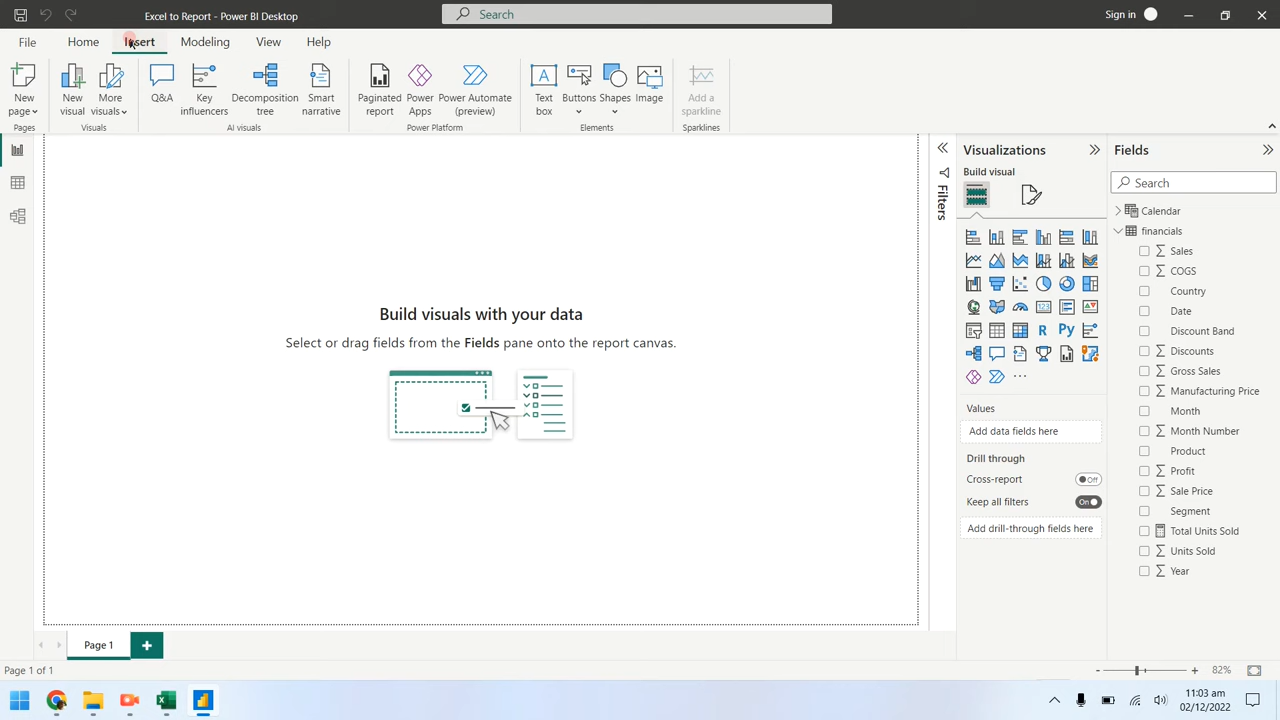 Excel to Report - Power BI Desktop
Search
Sign in
File
Home
Insert
Modeling
View
Help
New page
New visual
More visuals
Q&A
Key influencers
Decomposition tree
Smart narrative
Paginated report
Power Apps
Power Automate (preview)
Text box
Buttons
Shapes
Image
Add a sparkline
Pages
Visuals
AI visuals
Power Platform
Elements
Sparklines
Filters
Visualizations
Build visual
Fields
Search
Calendar
financials
Sales
COGS
Country
Date
Discount Band
Discounts
Gross Sales
Manufacturing Price
Month
Month Number
Product
Profit
Sale Price
Segment
Total Units Sold
Units Sold
Year
123
R
Py
Values
Add data fields here
Drill through
Cross-report
Off
Keep all filters
On
Add drill-through fields here
Build visuals with your data
Select or drag fields from the Fields pane onto the report canvas.
Page 1
Page 1 of 1
82%
11:03 am
02/12/2022